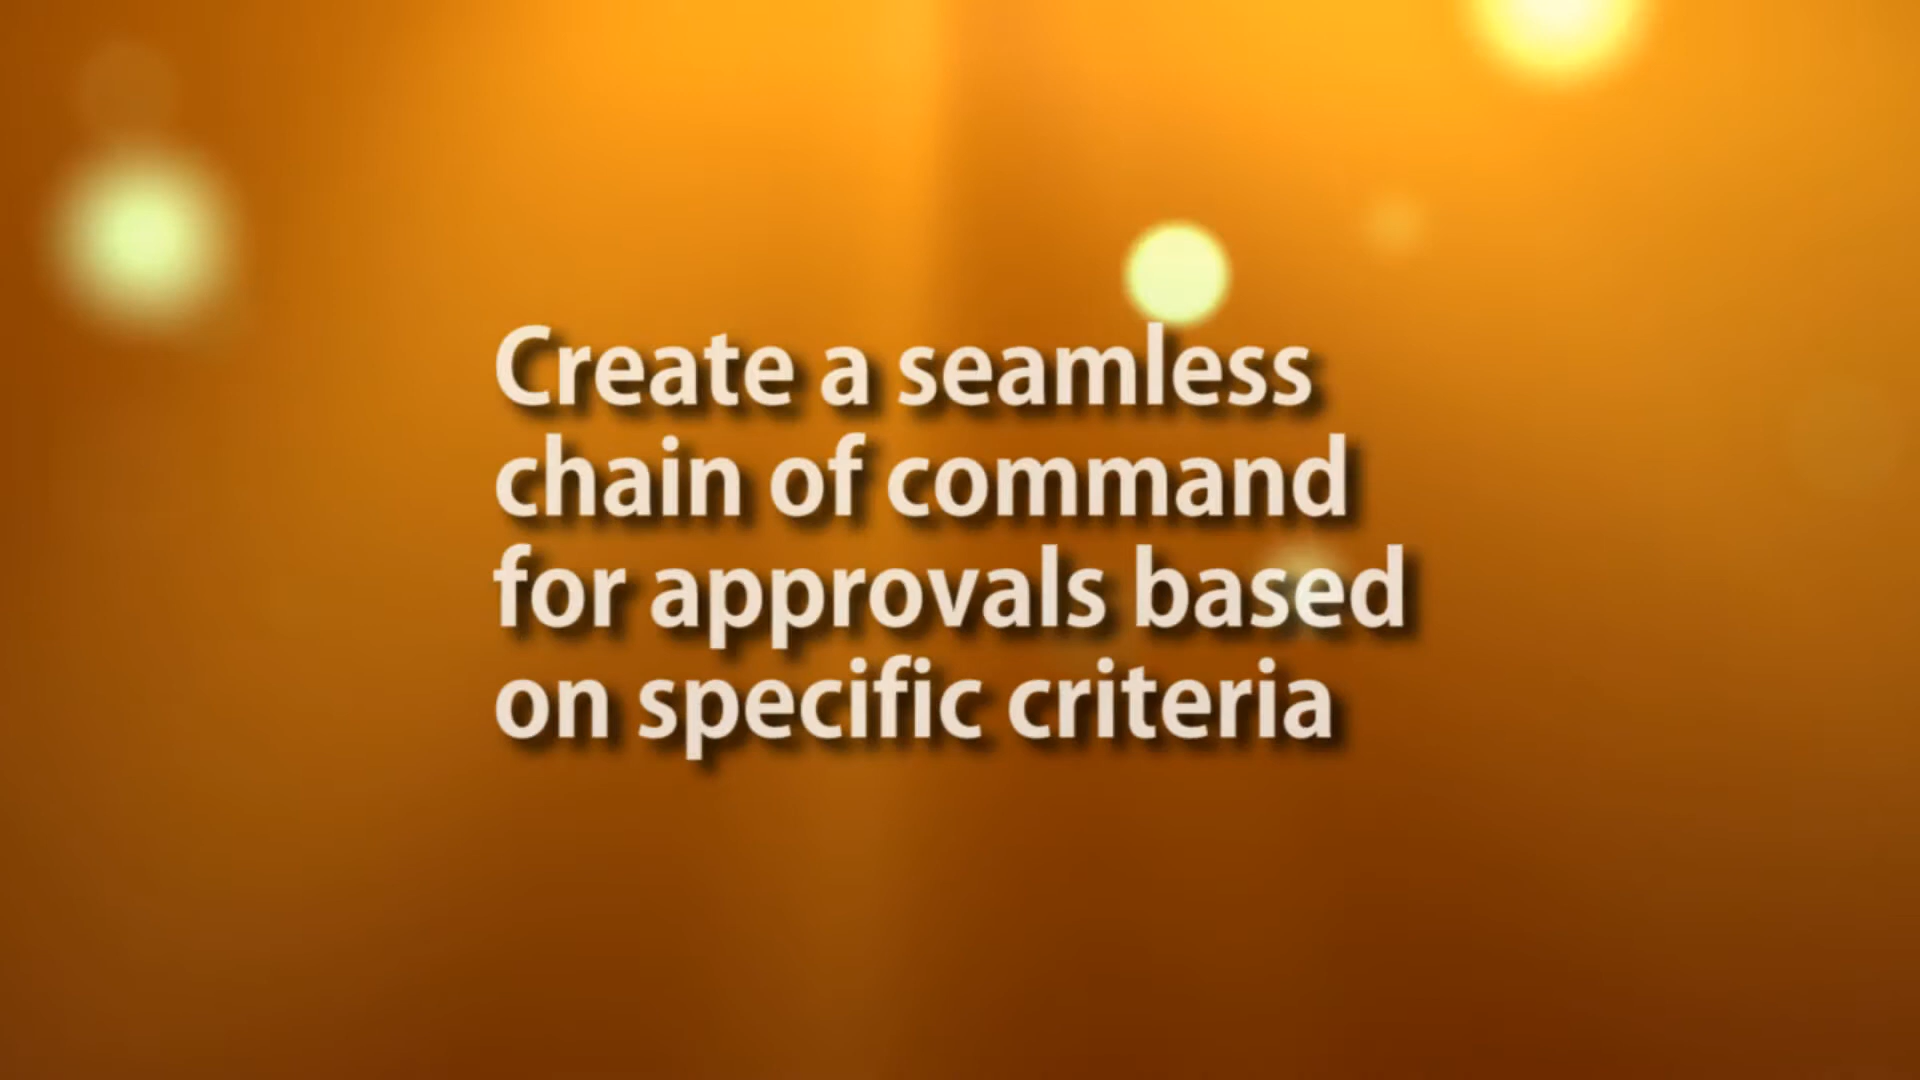 Create a seamless
chain of command
for approvals based
on specific criteria